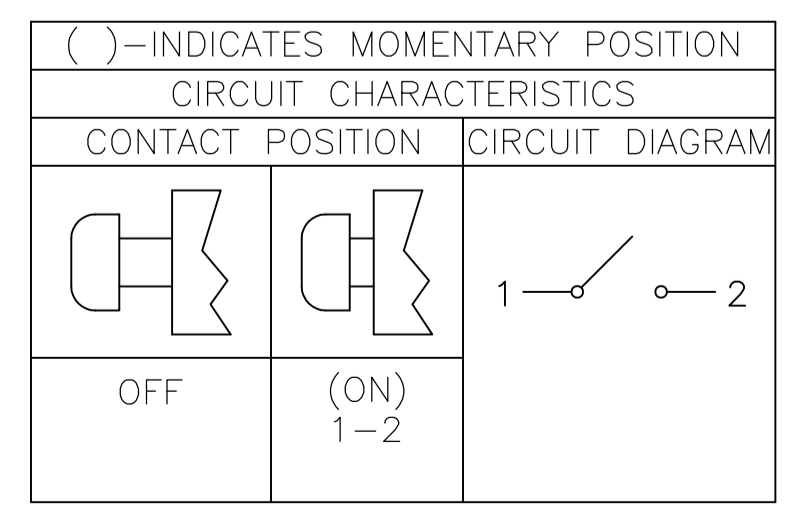 ( )-INDICATES MOMENTARY POSITION
CIRCUIT CHARACTERISTICS
CONTACT POSITION
CIRCUIT DIAGRAM
1
2
OFF
(ON)
1-2